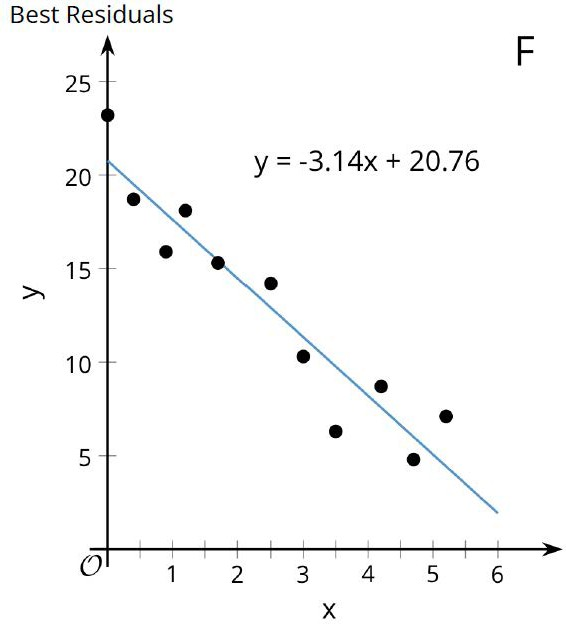 Best Residuals
F
25
y = -3.14x + 20.76
20
15
y
10
5
O
1 2 3 4 5 6
x